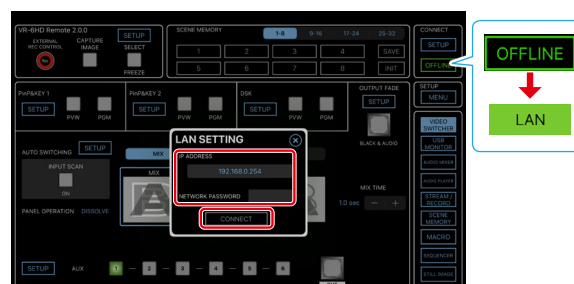 VR-6HD Remote 2.0.0
EXTERNAL
REC CONTROL
CAPTURE
IMAGE
SETUP
SELECT
FREEZE
SCENE MEMORY
1-8
9-16
17-24
25-32
1
2
3
4
SAVE
5
6
7
8
INIT
CONNECT
SETUP
OFFLINE
OFFLINE
LAN
PinP&KEY 1
SETUP
PVW
PGM
PinP&KEY 2
SETUP
PVW
PGM
DSK
SETUP
PVW
PGM
OUTPUT FADE
SETUP
BLACK & AUDIO
SETUP
MENU
VIDEO
SWITCHER
USB
MONITOR
AUDIO MIXER
AUDIO PLAYER
STREAM /
RECORD
SCENE
MEMORY
MACRO
SEQUENCER
STILL IMAGE
AUTO SWITCHING
SETUP
INPUT SCAN
ON
PANEL OPERATION
DISSOLVE
MIX
MIX
LAN SETTING
IP ADDRESS
192.168.0.254
NETWORK PASSWORD
CONNECT
MIX TIME
1.0 sec
SETUP
AUX
1
2
3
4
5
6